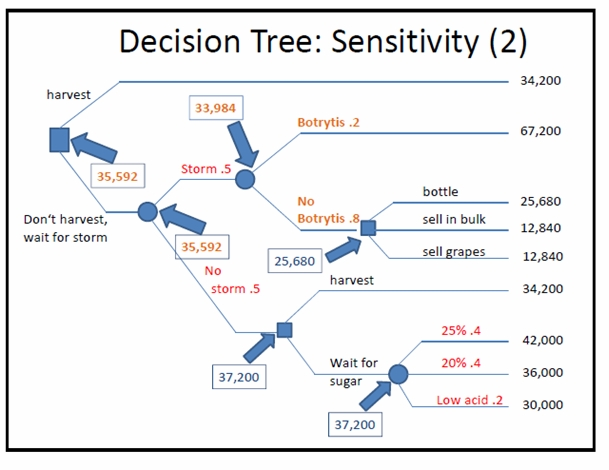 Decision Tree: Sensitivity (2)
harvest
34,200
33,984
Botrytis .2
67,200
35,592
Storm .5
Don't harvest,
wait for storm
No
Botrytis .8
bottle
25,680
sell in bulk
12,840
sell grapes
12,840
35,592
25,680
No
storm .5
harvest
34,200
37,200
Wait for
sugar
25% .4
42,000
20% .4
36,000
Low acid .2
30,000
37,200